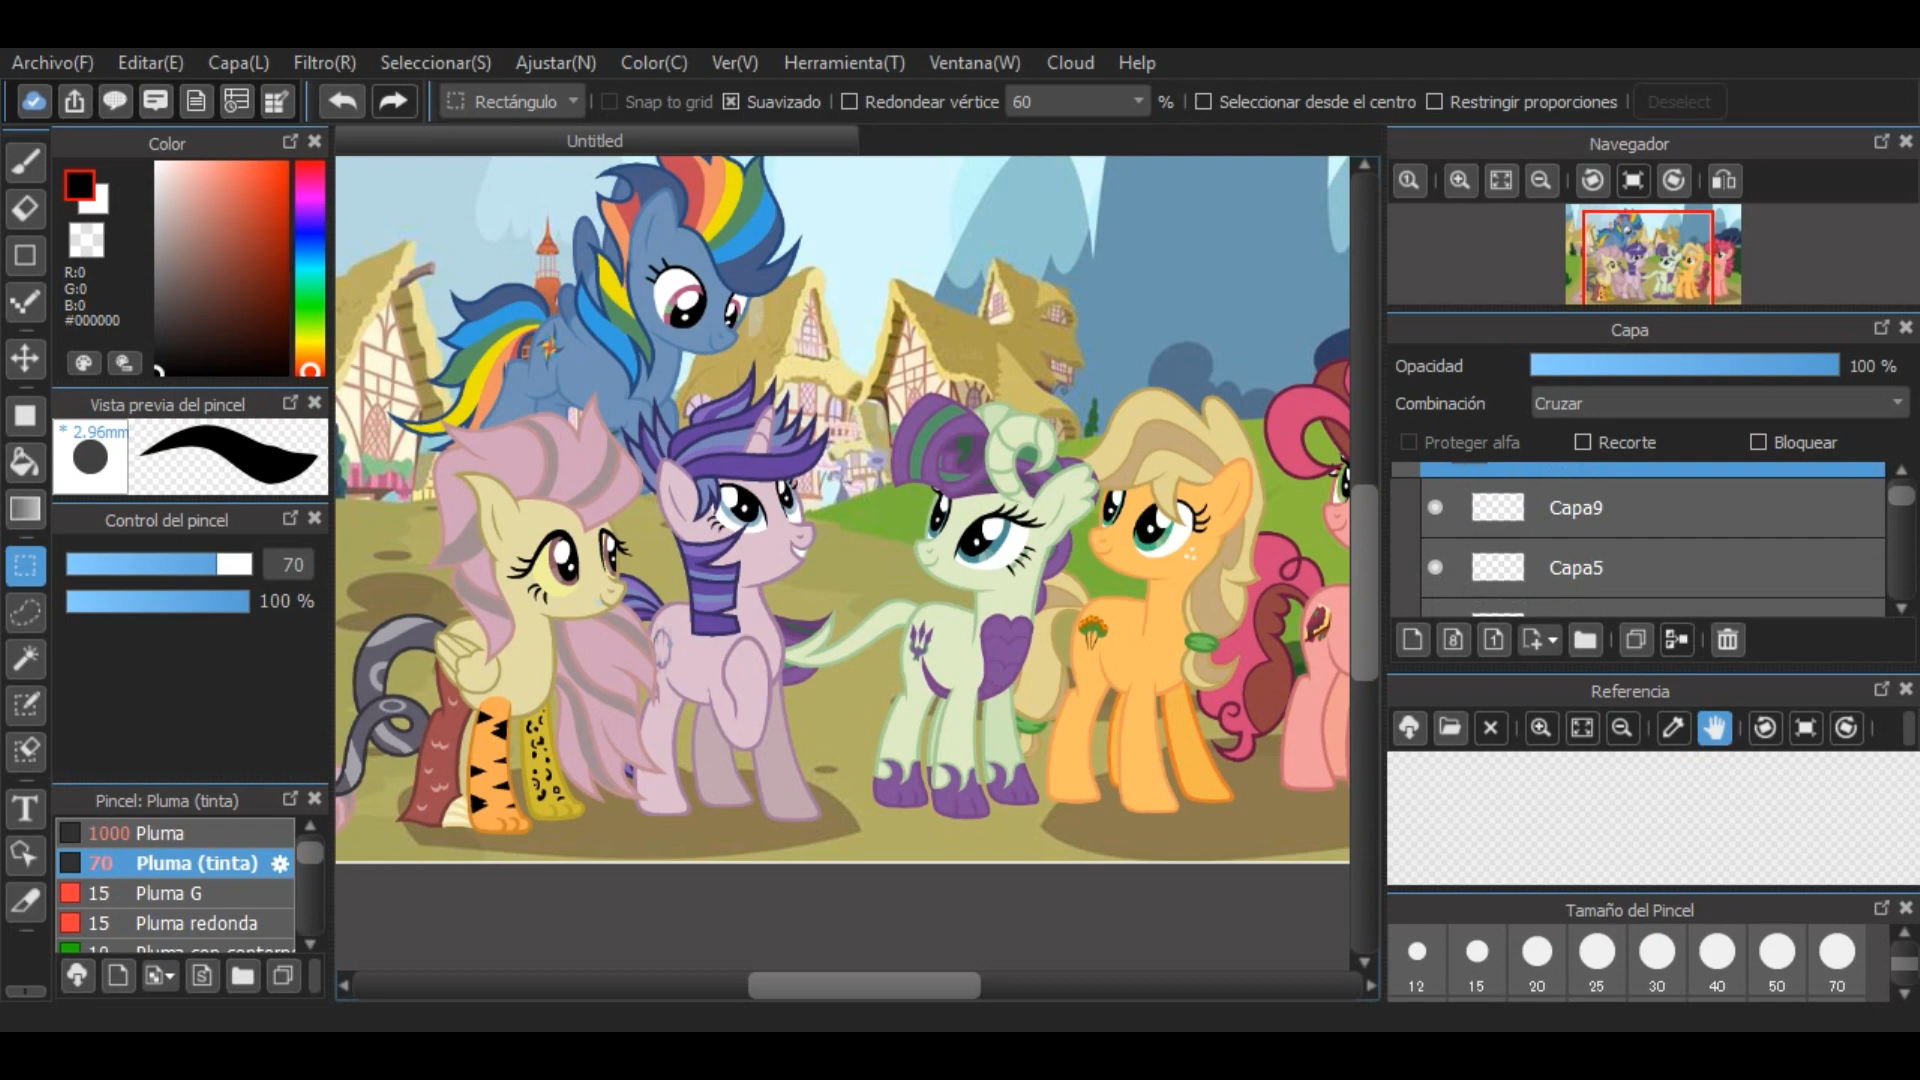 Archivo(F) Editar(E) Capa(L) Filtro(R) Seleccionar(S) Ajustar(N) Color(C) Ver(V) Herramienta(T) Ventana(W) Cloud Help
Rectángulo Snap to grid Suavizado Redondear vértice 60 % Seleccionar desde el centro Restringir proporciones Deselect
Color
R:0
G:0
B:0
#000000
Vista previa del pincel
* 2.96mm
Control del pincel
70
100 %
Pincel: Pluma (tinta)
1000 Pluma
70 Pluma (tinta)
15 Pluma G
15 Pluma redonda
Untitled
Navegador
Capa
Opacidad 100 %
Combinación Cruzar
Proteger alfa Recorte Bloquear
Capa9
Capa5
8 1
Referencia
Tamaño del Pincel
12 15 20 25 30 40 50 70